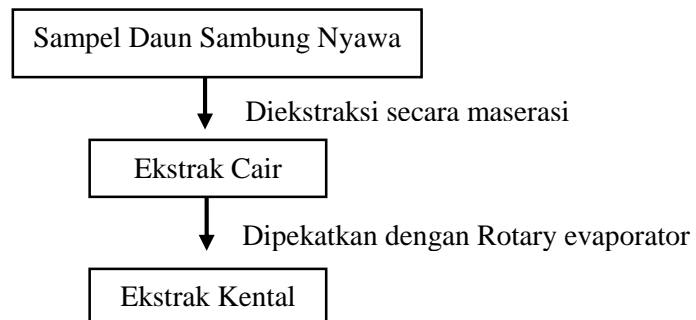 Sampel Daun Sambung Nyawa
Diekstraksi secara maserasi
Ekstrak Cair
Dipekatkan dengan Rotary evaporator
Ekstrak Kental